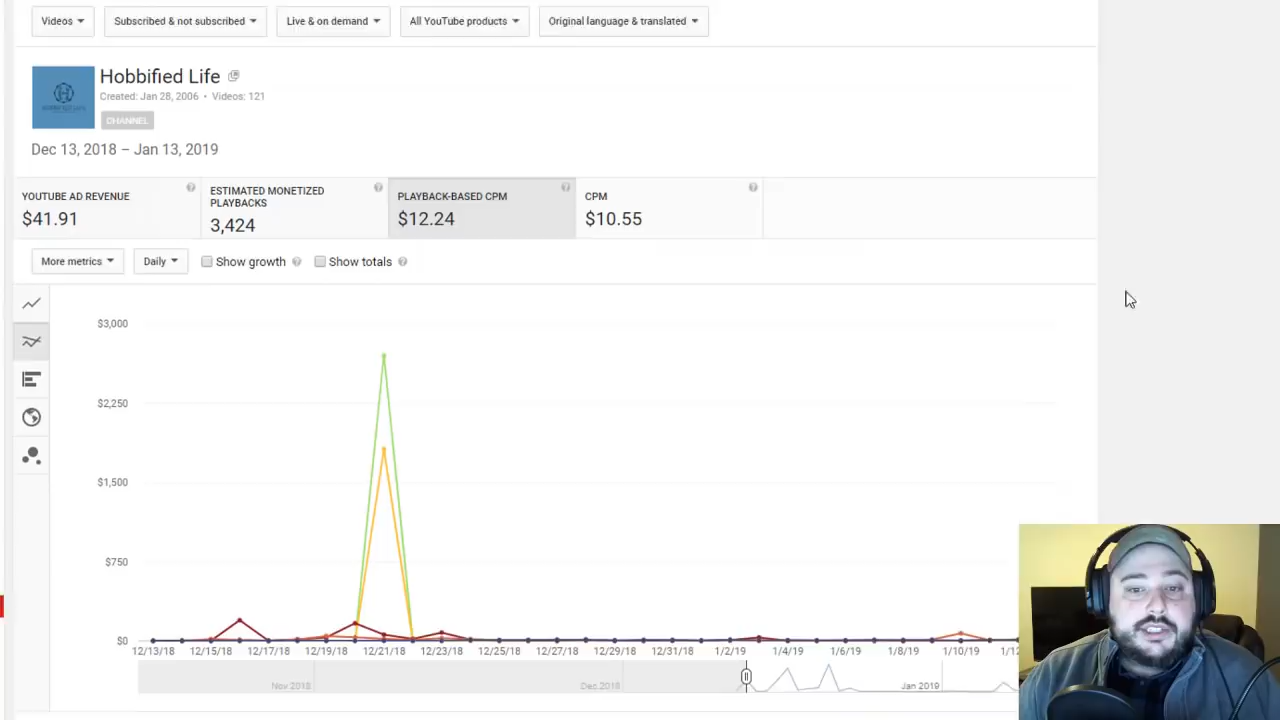 Videos Subscribed & not subscribed Live & on demand All YouTube products Original language & translated
Hobbified Life
Created: Jan 28, 2006 • Videos: 121
CHANNEL
Dec 13, 2018 – Jan 13, 2019
YOUTUBE AD REVENUE
$41.91
ESTIMATED MONETIZED
PLAYBACKS
3,424
PLAYBACK-BASED CPM
$12.24
CPM
$10.55
More metrics Daily Show growth Show totals
$3,000
$2,250
$1,500
$750
$0
12/13/18 12/15/18 12/17/18 12/19/18 12/21/18 12/23/18 12/25/18 12/27/18 12/29/18 12/31/18 1/2/19 1/4/19 1/6/19 1/8/19 1/10/19 1/12
Nov 2018 Dec 2018 Jan 2019